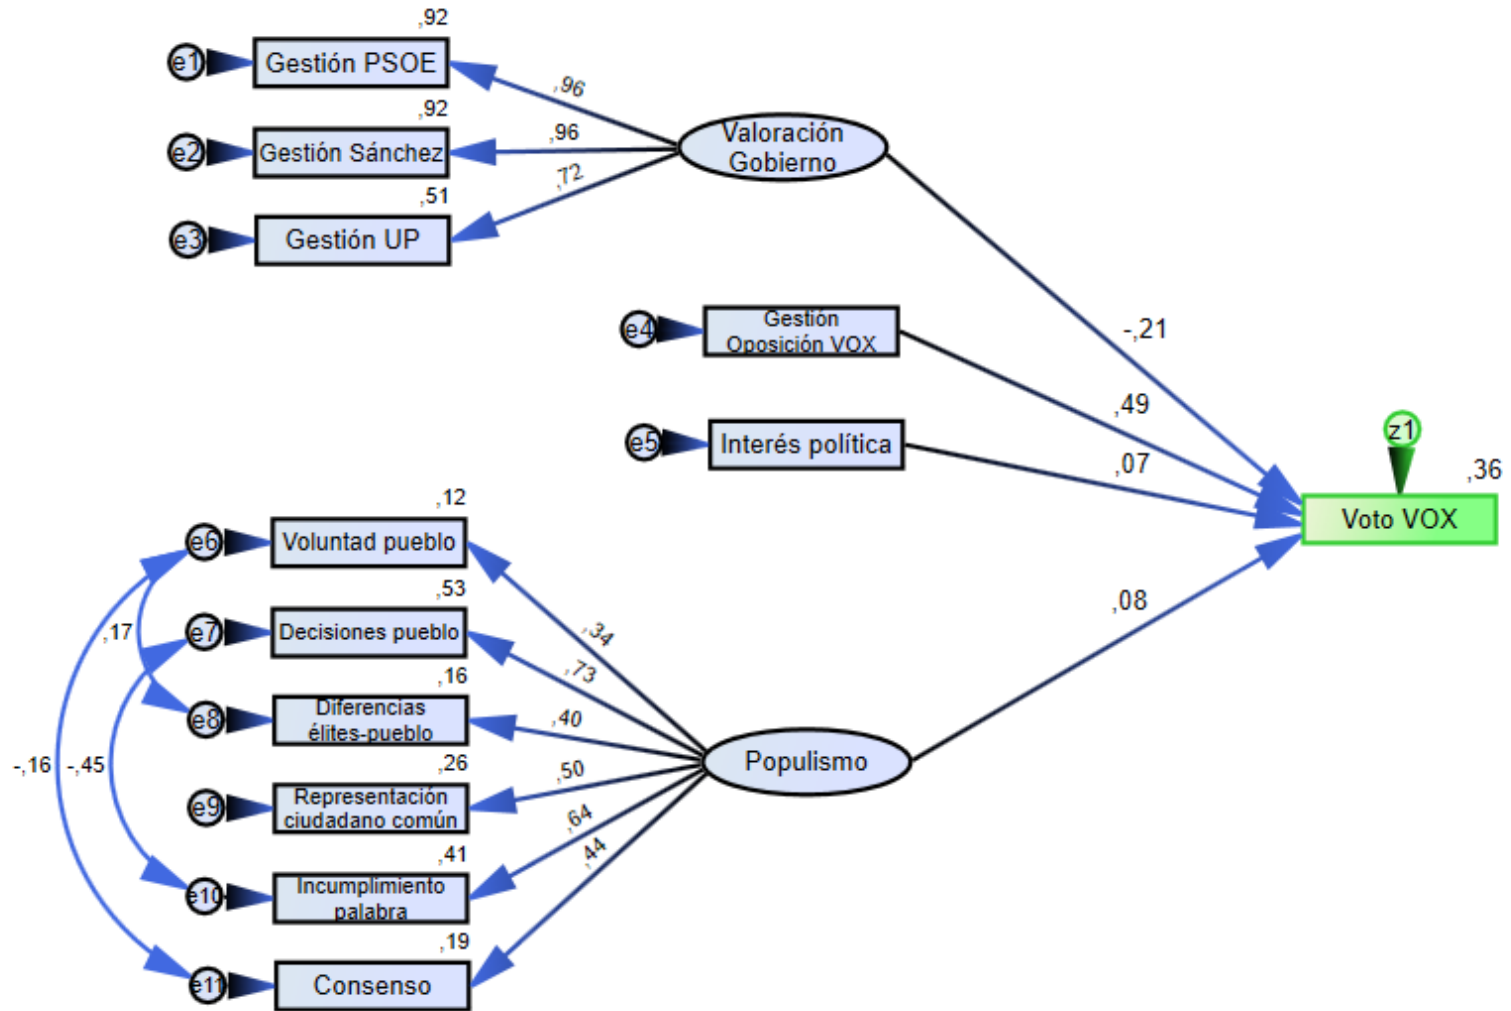 ,92
e1
Gestión PSOE
,96
,92
e2
Gestión Sánchez
,96
Valoración
Gobierno
,51
,72
e3
Gestión UP
e4
Gestión
Oposición VOX
-,21
,49
e5
Interés política
,07
z1
,36
Voto VOX
,12
e6
Voluntad pueblo
,53
,17
e7
Decisiones pueblo
,34
,73
,08
,16
e8
Diferencias
élites-pueblo
,40
-,16
-,45
,26
Populismo
e9
Representación
ciudadano común
,50
,64
,41
,44
e10
Incumplimiento
palabra
,19
e11
Consenso